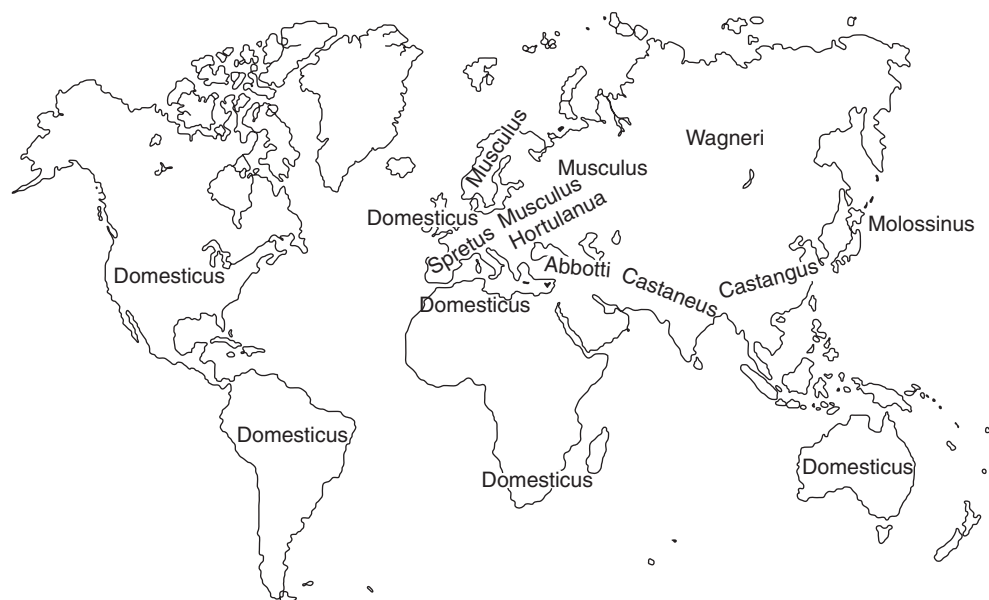 Musculus
Wagneri
Musculus
Musculus
Domesticus
Hortulanua
Molossinus
Spretus
Abbotti
Castangus
Domesticus
Castaneus
Domesticus
Domesticus
Domesticus
Domesticus